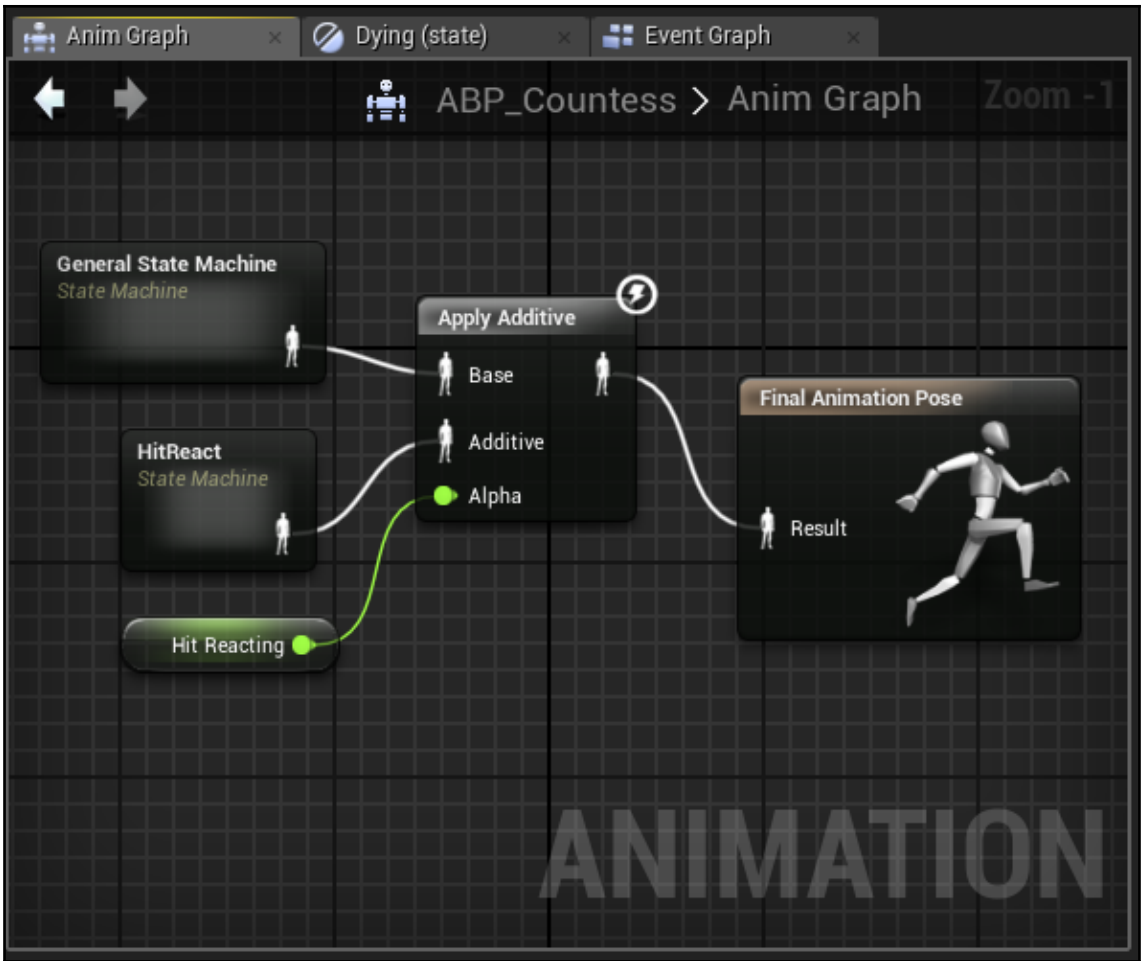 Anim Graph
Dying (state)
Event Graph
ABP_Countess > Anim Graph
Zoom -1
General State Machine
State Machine
Apply Additive
Base
Additive
Alpha
HitReact
State Machine
Hit Reacting
Final Animation Pose
Result
ANIMATION